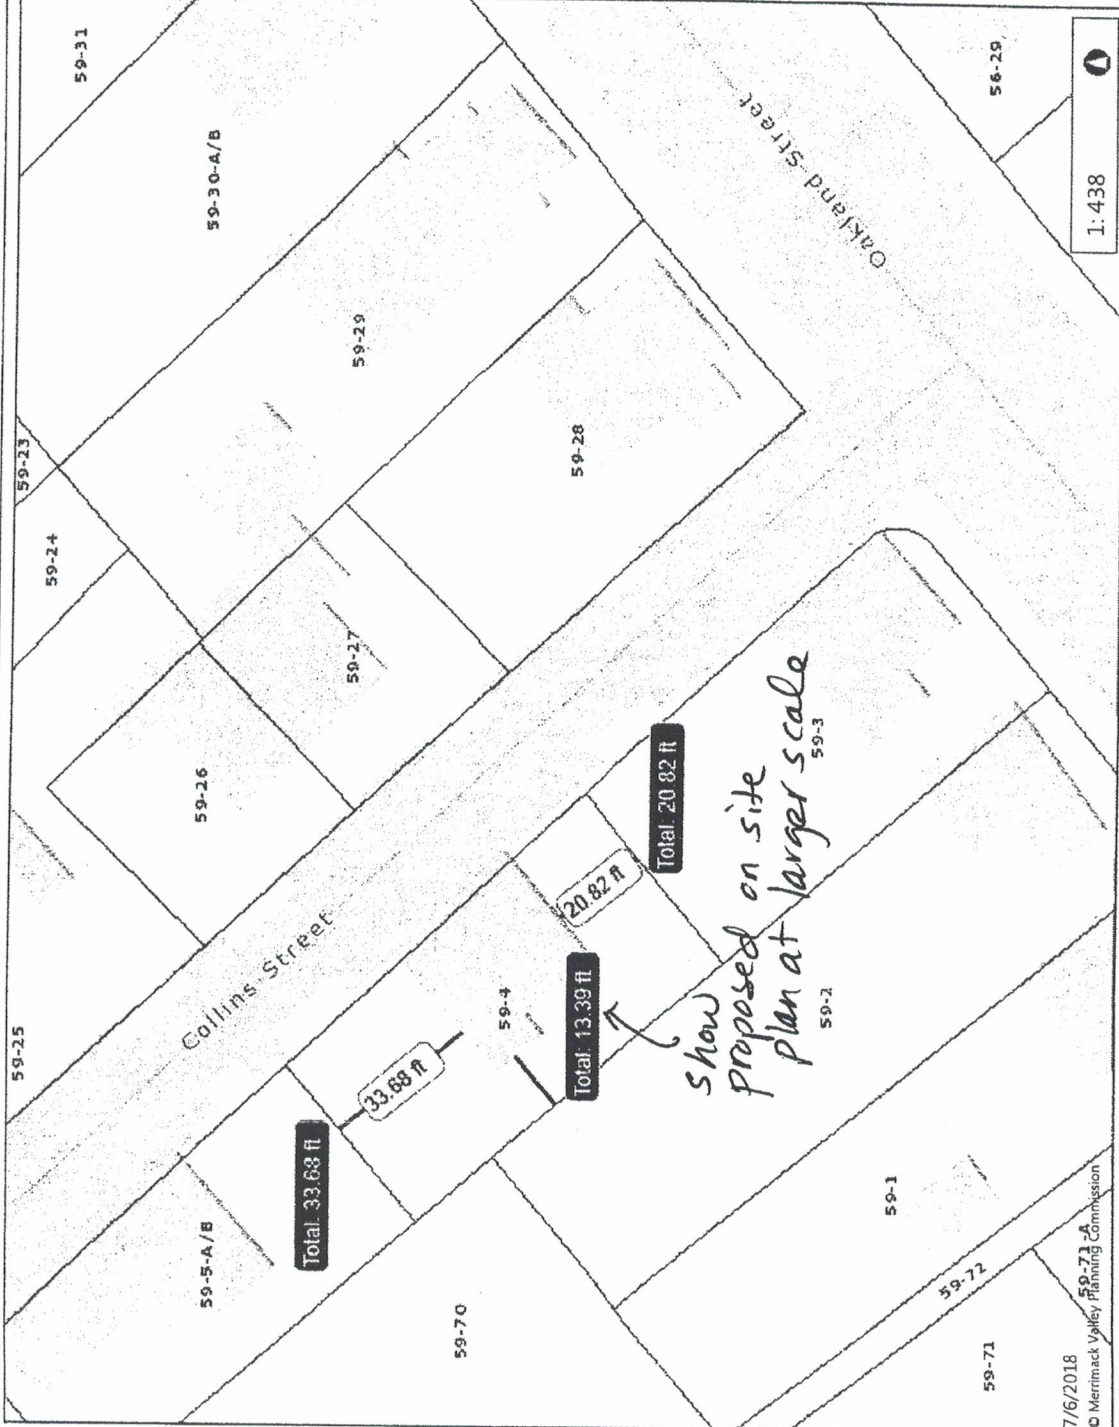 59-31
59-30-A/B
59-23
59-24
59-29
59-28
59-27
59-26
59-25
56-29
Oakland Street
Collins Street
59-3
59-4
59-2
59-5-A/B
59-70
59-1
59-72
59-71-A
59-71
33.68 ft
Total: 33.68 ft
Total: 13.39 ft
20.82 ft
Total: 20.82 ft
show
proposed on site
plan at larger scale
1: 438
7/6/2018
© Merrimack Valley Planning Commission